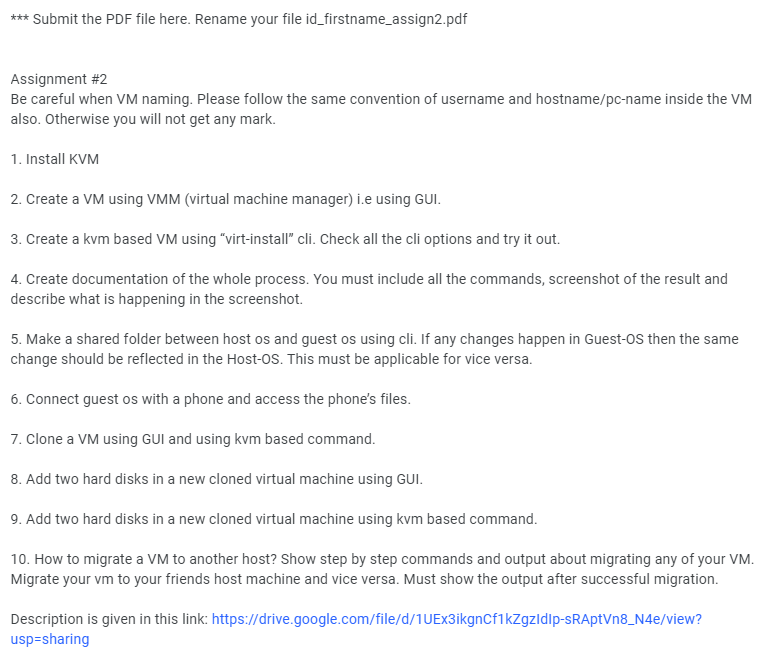 *** Submit the PDF file here. Rename your file id_firstname_assign2.pdf
Assignment #2
Be careful when VM naming. Please follow the same convention of username and hostname/pc-name inside the VM
also. Otherwise you will not get any mark.
1. Install KVM
2. Create a VM using VMM (virtual machine manager) i.e using GUI.
3. Create a kvm based VM using “virt-install” cli. Check all the cli options and try it out.
4. Create documentation of the whole process. You must include all the commands, screenshot of the result and
describe what is happening in the screenshot.
5. Make a shared folder between host os and guest os using cli. If any changes happen in Guest-OS then the same
change should be reflected in the Host-OS. This must be applicable for vice versa.
6. Connect guest os with a phone and access the phone’s files.
7. Clone a VM using GUI and using kvm based command.
8. Add two hard disks in a new cloned virtual machine using GUI.
9. Add two hard disks in a new cloned virtual machine using kvm based command.
10. How to migrate a VM to another host? Show step by step commands and output about migrating any of your VM.
Migrate your vm to your friends host machine and vice versa. Must show the output after successful migration.
Description is given in this link: https://drive.google.com/file/d/1UEx3ikgnCf1kZgzIdIp-sRAptVn8_N4e/view?
usp=sharing